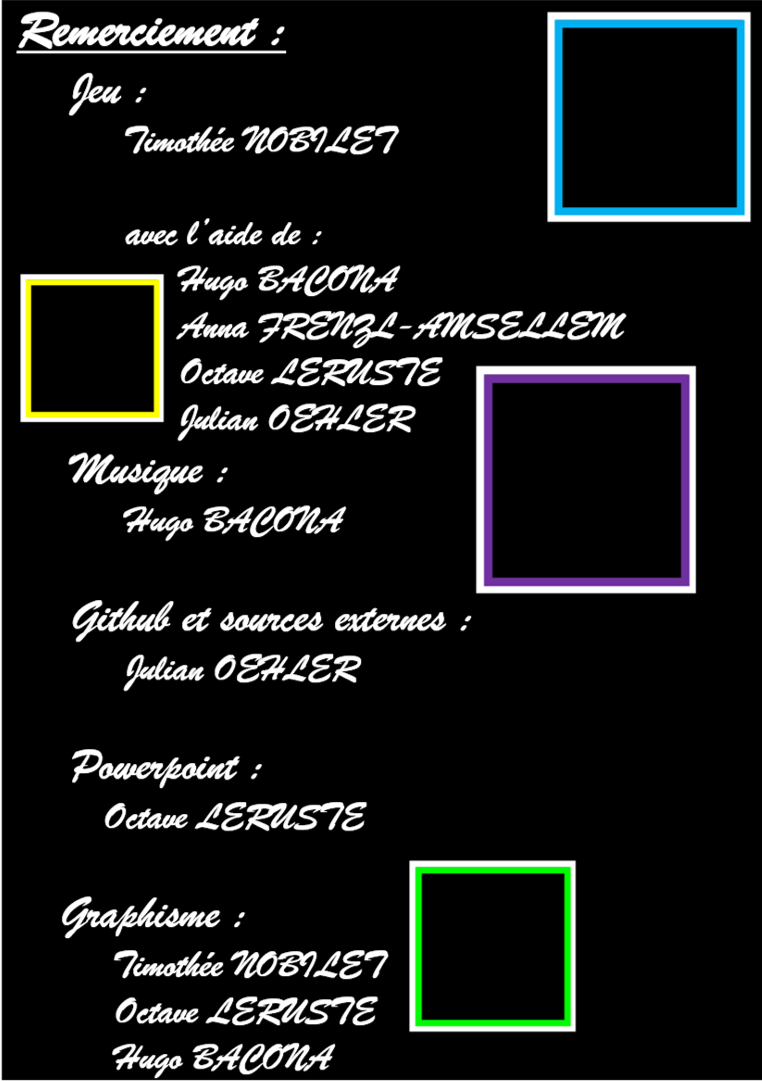 Remerciement :
Jeu :
Timothée NOBILET
avec l'aide de :
Hugo BACONA
Anna FRENZL-AMSELLEM
Octave LERUSTE
Julian OEHLER
Musique :
Hugo BACONA
Github et sources externes :
Julian OEHLER
Powerpoint :
Octave LERUSTE
Graphisme :
Timothée NOBILET
Octave LERUSTE
Hugo BACONA